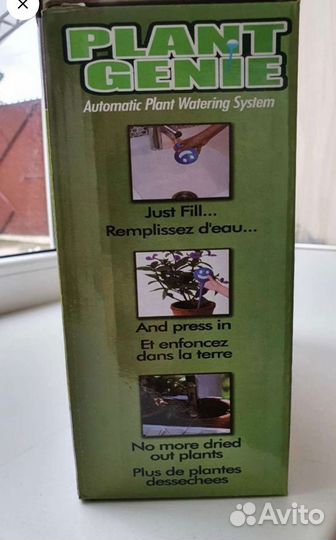 PLANT
GENIE
Automatic Plant Watering System
Just Fill...
Remplissez d'eau...
And press in
Et enfoncez
dans la terre
No more dried
out plants
Plus de plantes
dessechees
Avito